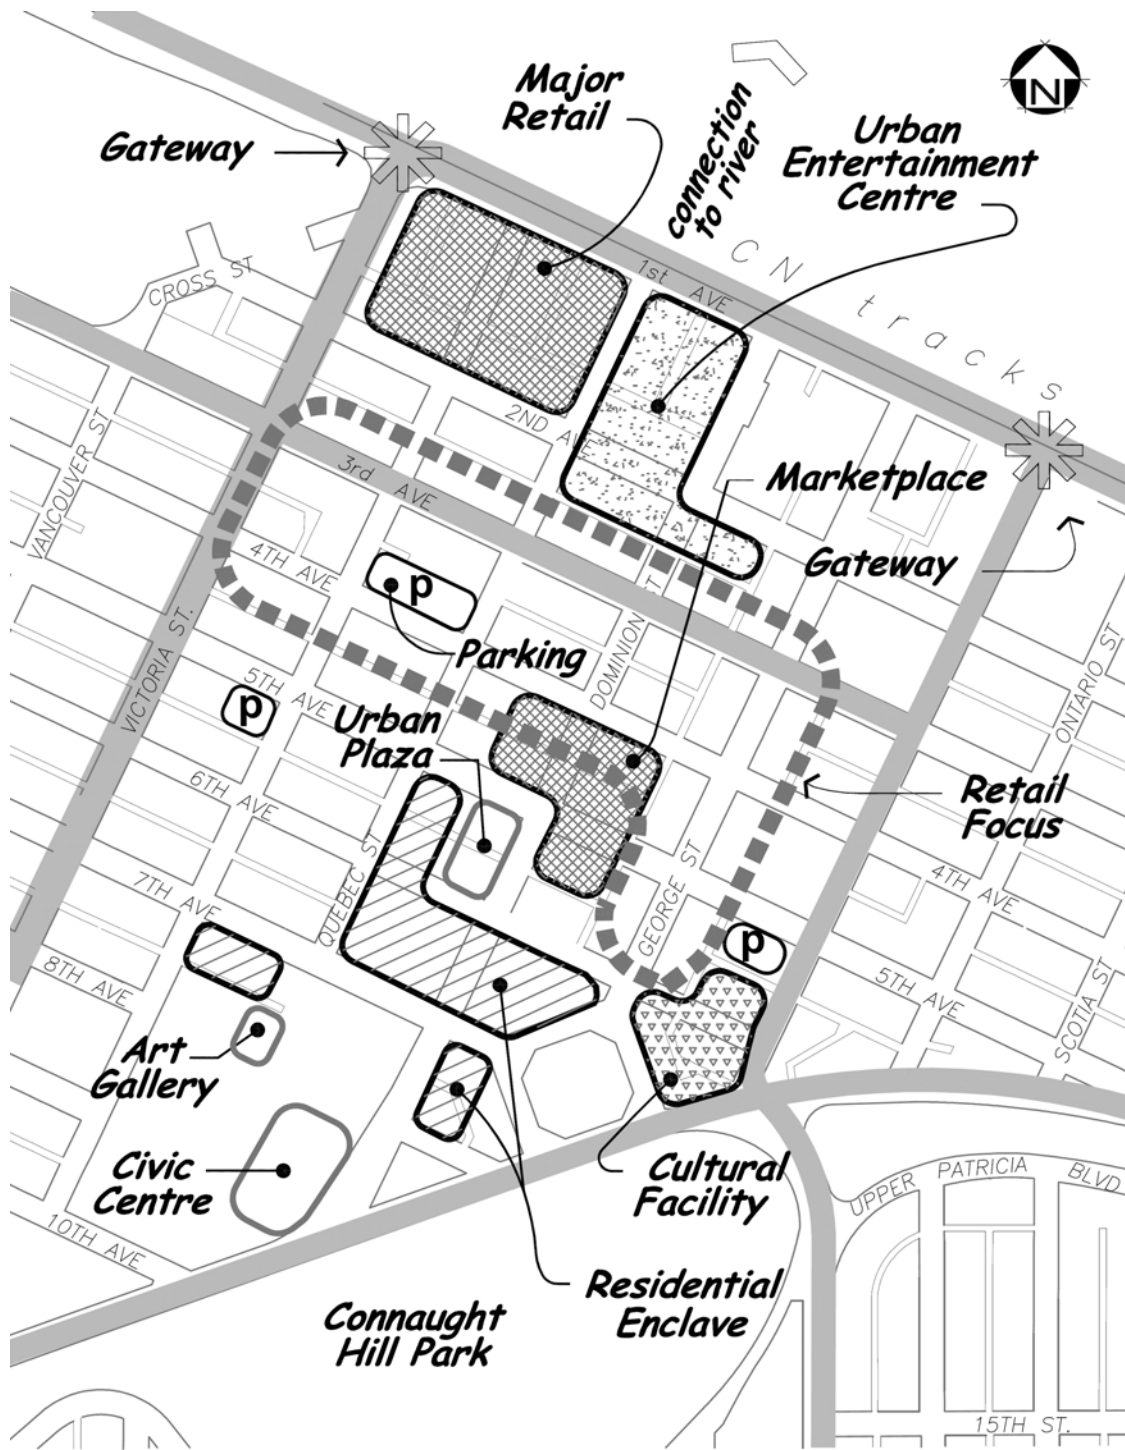 Major
Retail
Gateway
connection
to river
Urban
Entertainment
Centre
N
CN tracks
CROSS ST
1st AVE
2ND AVE
3rd AVE
VANCOUVER ST
Marketplace
Gateway
4TH AVE
P
Parking
DOMINION ST
ONTARIO ST
VICTORIA ST.
5TH AVE
P
Urban
Plaza
6TH AVE
Retail
Focus
QUEBEC ST
GEORGE ST
4TH AVE
7TH AVE
P
8TH AVE
5TH AVE
SCOTIA ST
Art
Gallery
Civic
Centre
Cultural
Facility
UPPER PATRICIA BLVD
10TH AVE
Residential
Enclave
Connaught
Hill Park
15TH ST.